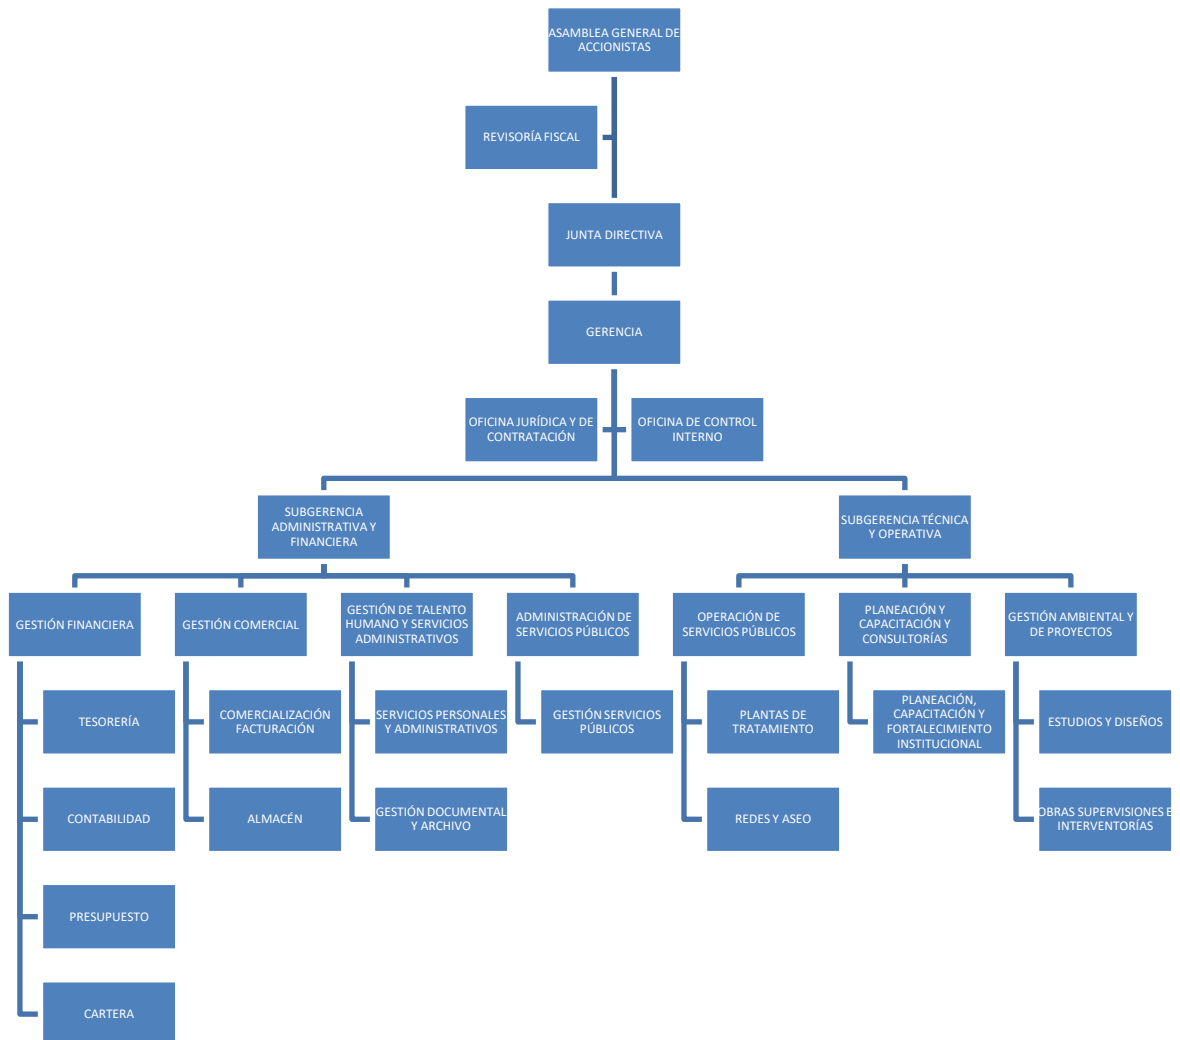 ASAMBLEA GENERAL DE
ACCIONISTAS
REVISORÍA FISCAL
JUNTA DIRECTIVA
GERENCIA
OFICINA JURÍDICA Y DE
CONTRATACIÓN
OFICINA DE CONTROL
INTERNO
SUBGERENCIA
ADMINISTRATIVA Y
FINANCIERA
SUBGERENCIA TÉCNICA
Y OPERATIVA
GESTIÓN FINANCIERA
GESTIÓN COMERCIAL
GESTIÓN DE TALENTO
HUMANO Y SERVICIOS
ADMINISTRATIVOS
ADMINISTRACIÓN DE
SERVICIOS PÚBLICOS
OPERACIÓN DE
SERVICIOS PÚBLICOS
PLANEACIÓN Y
CAPACITACIÓN Y
CONSULTORÍAS
GESTIÓN AMBIENTAL Y
DE PROYECTOS
TESORERÍA
COMERCIALIZACIÓN
FACTURACIÓN
SERVICIOS PERSONALES
Y ADMINISTRATIVOS
GESTIÓN SERVICIOS
PÚBLICOS
PLANTAS DE
TRATAMIENTO
PLANEACIÓN,
CAPACITACIÓN Y
FORTALECIMIENTO
INSTITUCIONAL
ESTUDIOS Y DISEÑOS
CONTABILIDAD
ALMACÉN
GESTIÓN DOCUMENTAL
Y ARCHIVO
REDES Y ASEO
OBRAS SUPERVISIONES E
INTERVENTORÍAS
PRESUPUESTO
CARTERA